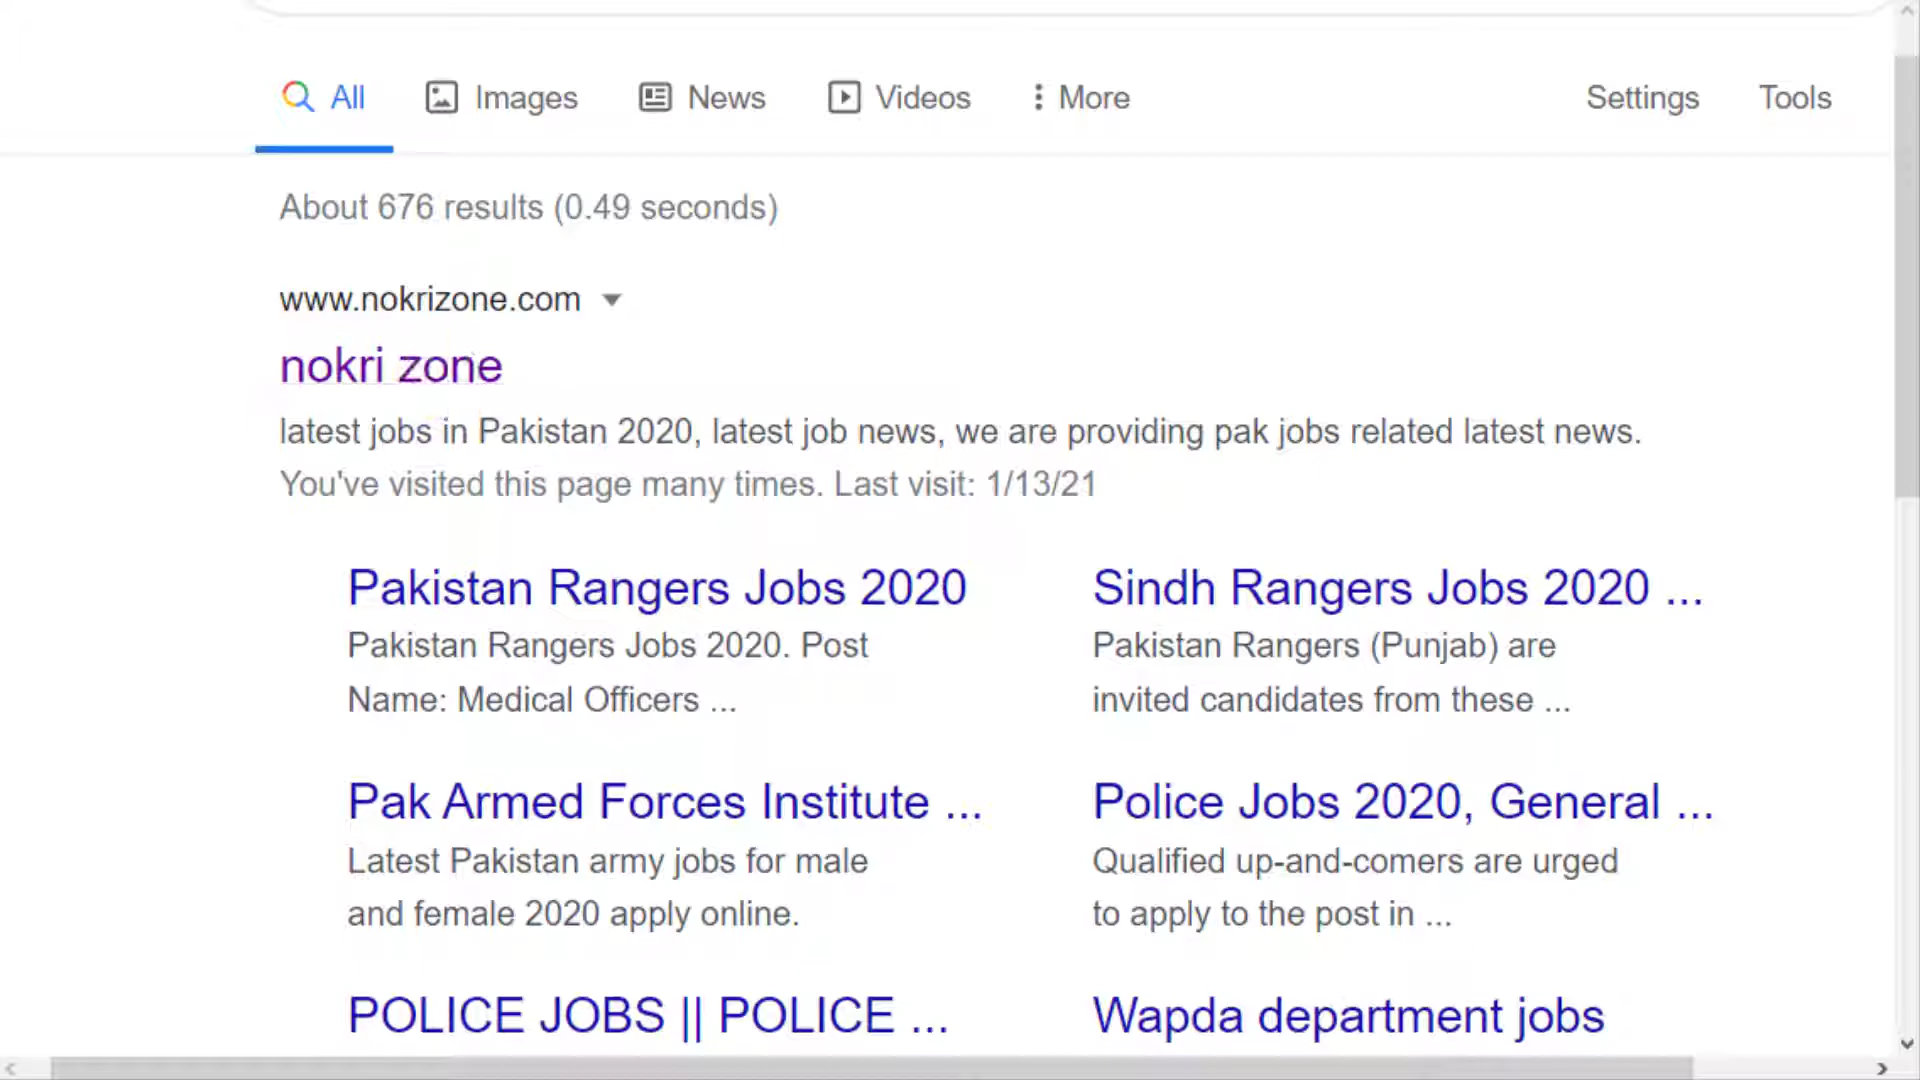 All Images News Videos More Settings Tools
About 676 results (0.49 seconds)
www.nokrizone.com
nokri zone
latest jobs in Pakistan 2020, latest job news, we are providing pak jobs related latest news.
You've visited this page many times. Last visit: 1/13/21
Pakistan Rangers Jobs 2020
Pakistan Rangers Jobs 2020. Post
Name: Medical Officers ...
Sindh Rangers Jobs 2020 ...
Pakistan Rangers (Punjab) are
invited candidates from these ...
Pak Armed Forces Institute ...
Latest Pakistan army jobs for male
and female 2020 apply online.
Police Jobs 2020, General ...
Qualified up-and-comers are urged
to apply to the post in ...
POLICE JOBS || POLICE ...
Wapda department jobs